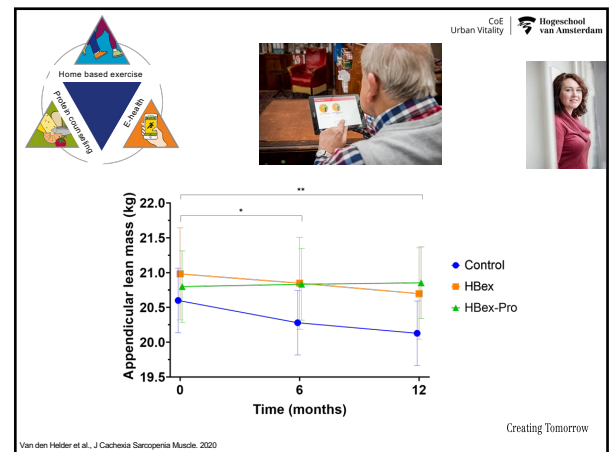 CoE
Urban Vitality
Hogeschool
van Amsterdam
Home based exercise
Protein counseling
E-health
**
*
Appendicular lean mass (kg)
22.0
21.5
21.0
20.5
20.0
19.5
0
6
12
Time (months)
Control
HBex
HBex-Pro
Creating Tomorrow
Van den Helder et al., J Cachexia Sarcopenia Muscle. 2020